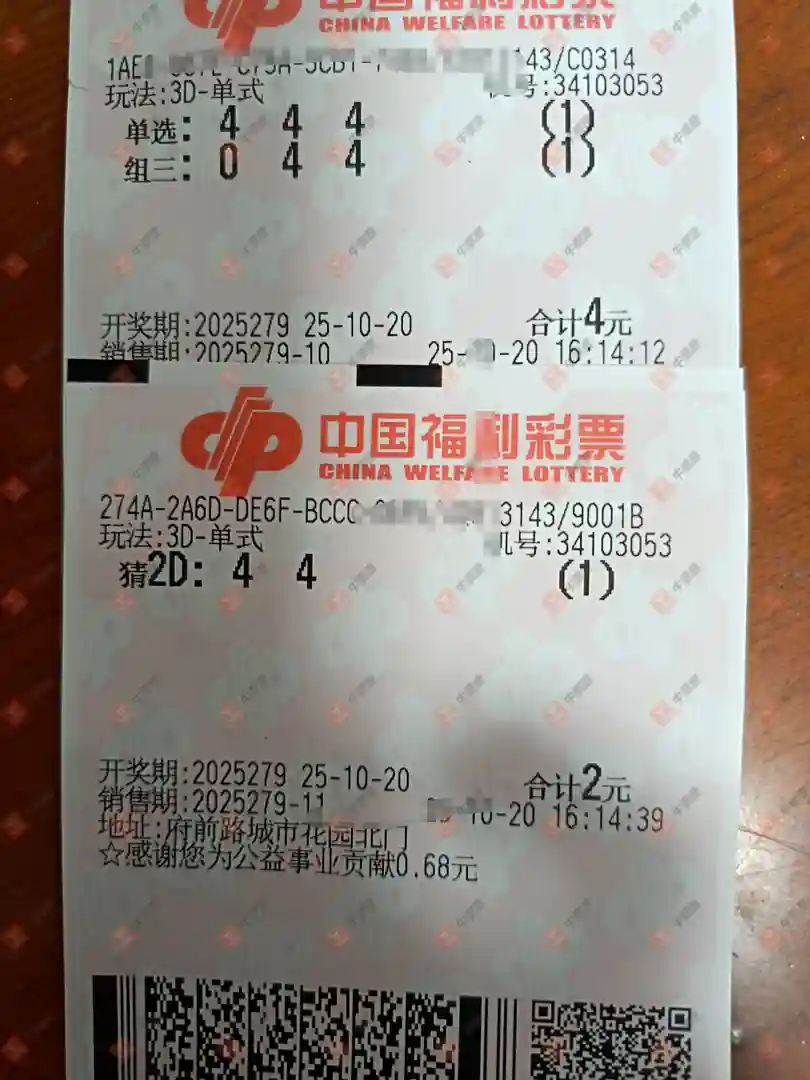 中国福利彩票
CHINA WELFARE LOTTERY
143/C0314
玩法:3D-单式 号:34103053
单选: 4 4 4 (1)
组三: 0 4 4 (1)
开奖期:2025279 25-10-20 合计4元
销售期:2025279-10 25- -20 16:14:12
中国福利彩票
CHINA WELFARE LOTTERY
274A-2A6D-DE6F-BCCC 3143/9001B
玩法:3D-单式 机号:34103053
猜2D: 4 4 (1)
开奖期:2025279 25-10-20 合计2元
销售期:2025279-11 -10-20 16:14:39
地址:府前路城市花园北门
☆感谢您为公益事业贡献0.68元